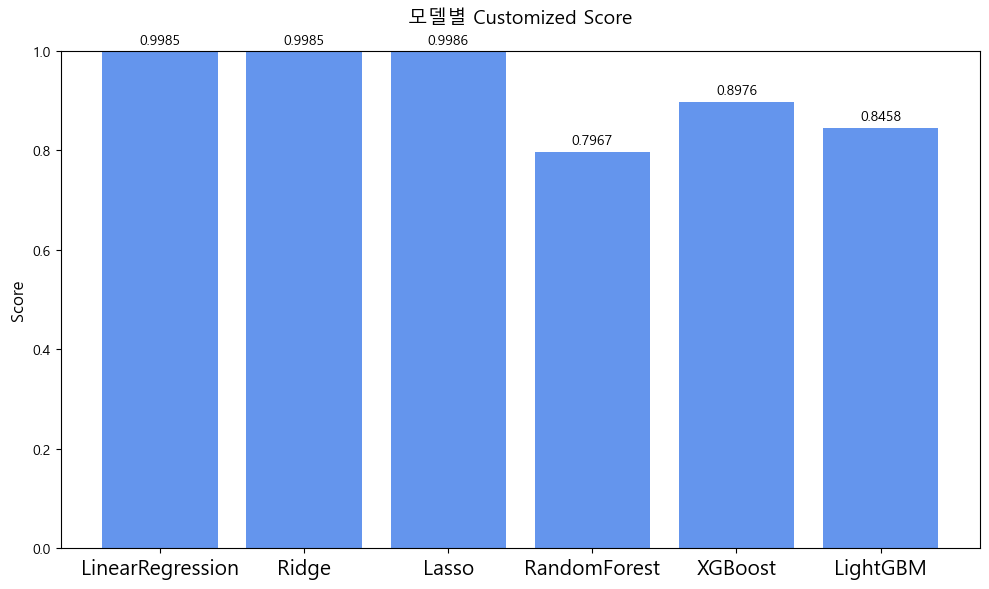 모델별 Customized Score
0.9985
0.9985
0.9986
0.7967
0.8976
0.8458
Score
1.0
0.8
0.6
0.4
0.2
0.0
LinearRegression
Ridge
Lasso
RandomForest
XGBoost
LightGBM